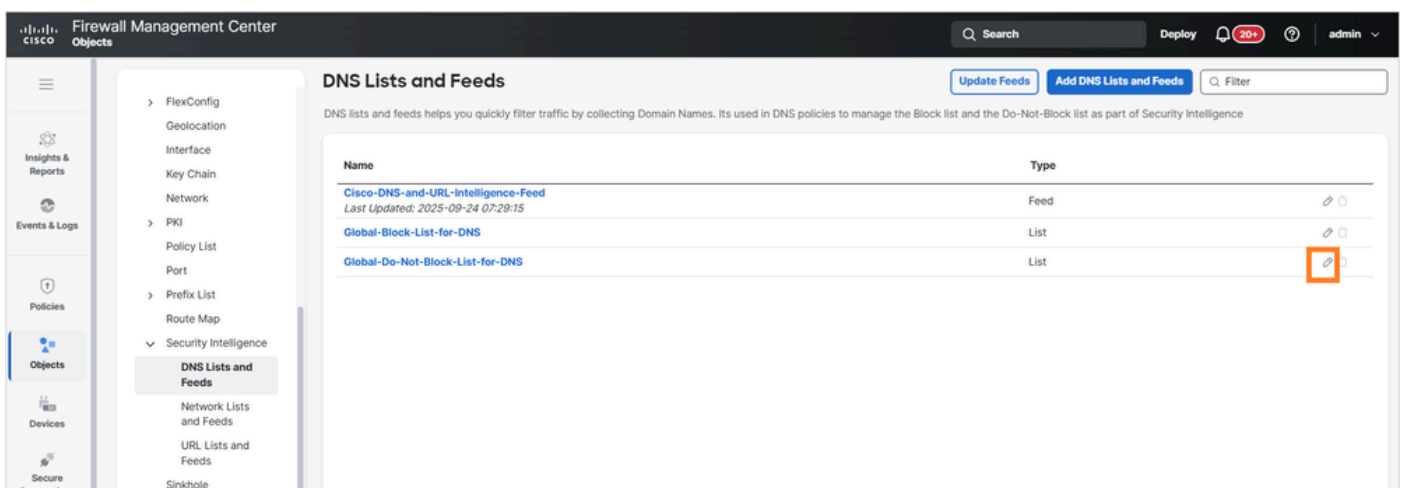 CISCO
Firewall Management Center
Objects
Search
Deploy
20+
admin
Insights &
Reports
Events & Logs
Policies
Objects
Devices
Secure
FlexConfig
Geolocation
Interface
Key Chain
Network
PKI
Policy List
Port
Prefix List
Route Map
Security Intelligence
DNS Lists and
Feeds
Network Lists
and Feeds
URL Lists and
Feeds
Sinkhole
DNS Lists and Feeds
Update Feeds
Add DNS Lists and Feeds
Filter
DNS lists and feeds helps you quickly filter traffic by collecting Domain Names. Its used in DNS policies to manage the Block list and the Do-Not-Block list as part of Security Intelligence
Name Type
Cisco-DNS-and-URL-Intelligence-Feed Feed
Last Updated: 2025-09-24 07:29:15
Global-Block-List-for-DNS List
Global-Do-Not-Block-List-for-DNS List